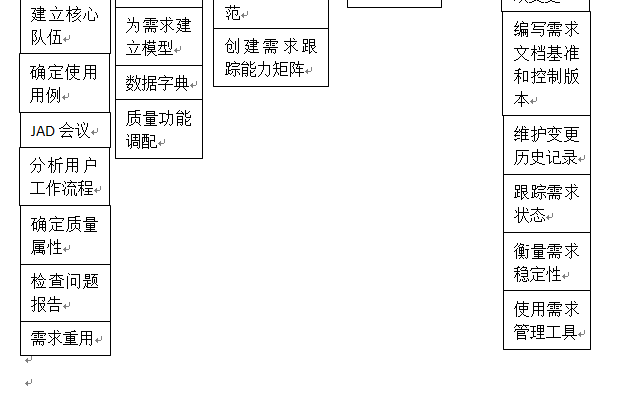 建立核心
队伍
确定使用
用例
JAD 会议
分析用户
工作流程
确定质量
属性
检查问题
报告
需求重用
为需求建
立模型
数据字典
质量功能
调配
范
创建需求跟
踪能力矩阵
编写需求
文档基准
和控制版
本
维护变更
历史记录
跟踪需求
状态
衡量需求
稳定性
使用需求
管理工具